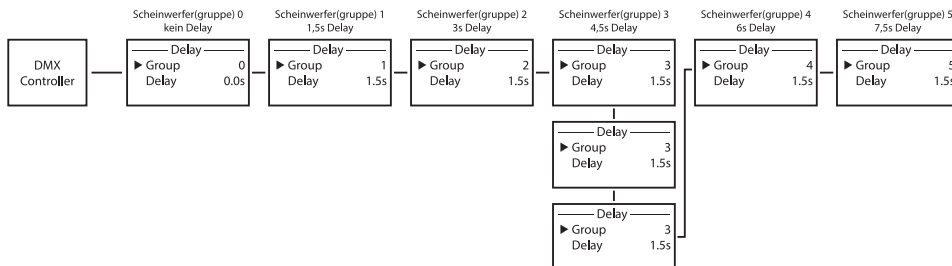 Scheinwerfer(gruppe) 0
kein Delay
Scheinwerfer(gruppe) 1
1,5s Delay
Scheinwerfer(gruppe) 2
3s Delay
Scheinwerfer(gruppe) 3
4,5s Delay
Scheinwerfer(gruppe) 4
6s Delay
Scheinwerfer(gruppe) 5
7,5s Delay
DMX
Controller
Delay
▶ Group 0
Delay 0.0s
Delay
▶ Group 1
Delay 1.5s
Delay
▶ Group 2
Delay 1.5s
Delay
▶ Group 3
Delay 1.5s
Delay
▶ Group 4
Delay 1.5s
Delay
▶ Group 5
Delay 1.5s
Delay
▶ Group 3
Delay 1.5s
Delay
▶ Group 3
Delay 1.5s